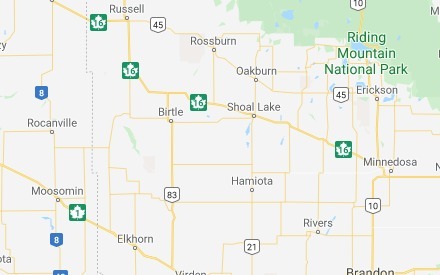 Russell
16
45
10
Riding
Mountain
National Park
Rossburn
Oakburn
16
8
45
Erickson
16
Shoal Lake
Birtle
Rocanville
16
Minnedosa
Moosomin
83
Hamiota
10
1
Rivers
8
Elkhorn
21
Virden
Brandon